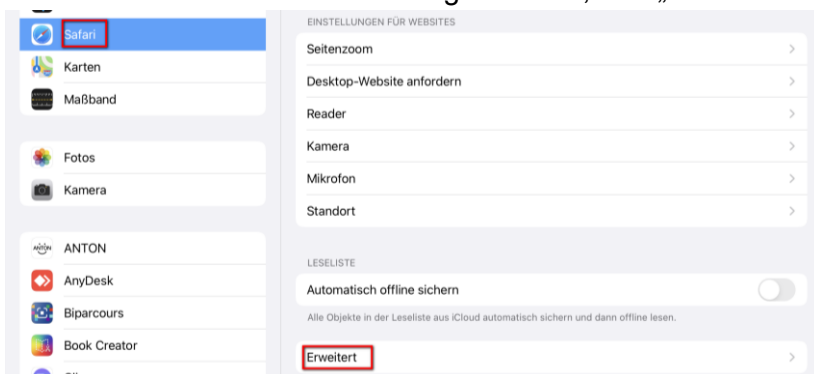 Safari
Karten
Maßband
Fotos
Kamera
ANTON
AnyDesk
Biparcours
Book Creator
EINSTELLUNGEN FÜR WEBSITES
Seitenzoom
Desktop-Website anfordern
Reader
Kamera
Mikrofon
Standort
LESELISTE
Automatisch offline sichern
Alle Objekte in der Leseliste aus iCloud automatisch sichern und dann offline lesen.
Erweitert